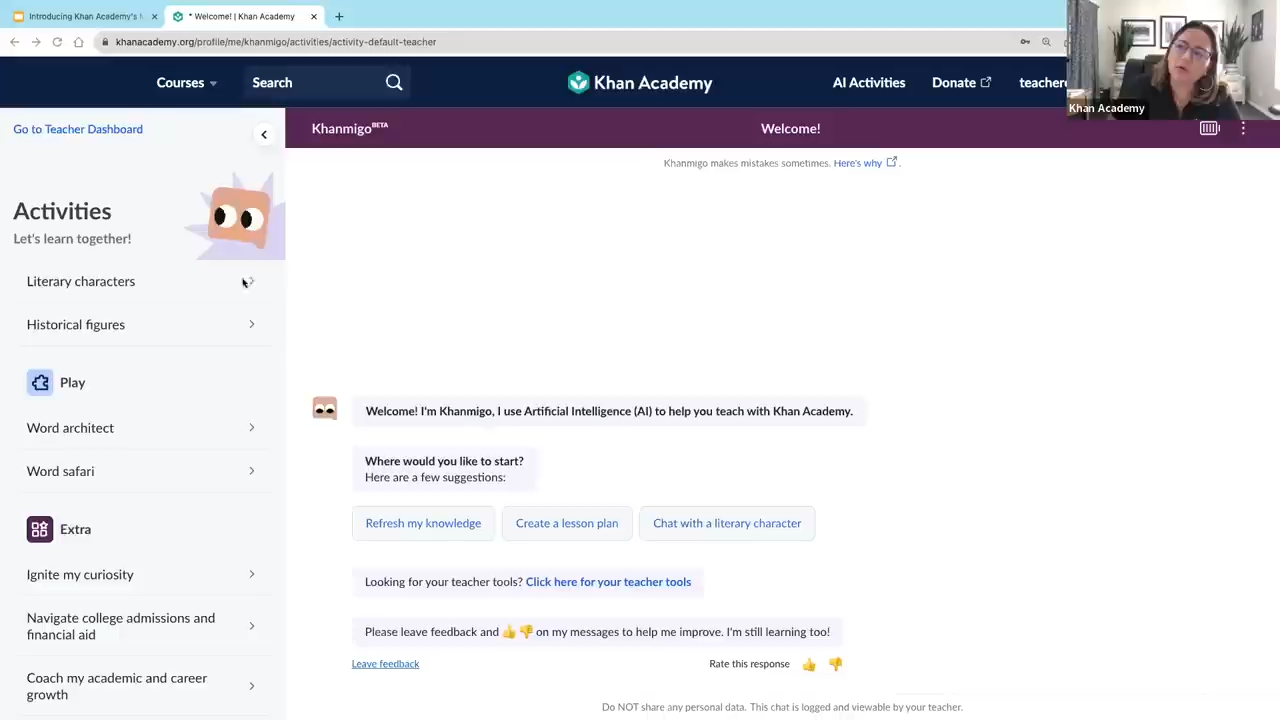 Introducing Khan Academy's
* Welcome! | Khan Academy
khanacademy.org/profile/me/khanmigo/activities/activity-default-teacher
Courses
Search
Khan Academy
AI Activities
Donate
Khan Academy
Go to Teacher Dashboard
Khanmigo BETA
Welcome!
Khanmigo makes mistakes sometimes. Here's why.
Activities
Let's learn together!
Literary characters
Historical figures
Play
Word architect
Word safari
Extra
Ignite my curiosity
Navigate college admissions and
financial aid
Coach my academic and career
growth
Welcome! I'm Khanmigo, I use Artificial Intelligence (AI) to help you teach with Khan Academy.
Where would you like to start?
Here are a few suggestions:
Refresh my knowledge
Create a lesson plan
Chat with a literary character
Looking for your teacher tools? Click here for your teacher tools
Please leave feedback and 👍 👎 on my messages to help me improve. I'm still learning too!
Leave feedback
Rate this response
Do NOT share any personal data. This chat is logged and viewable by your teacher.